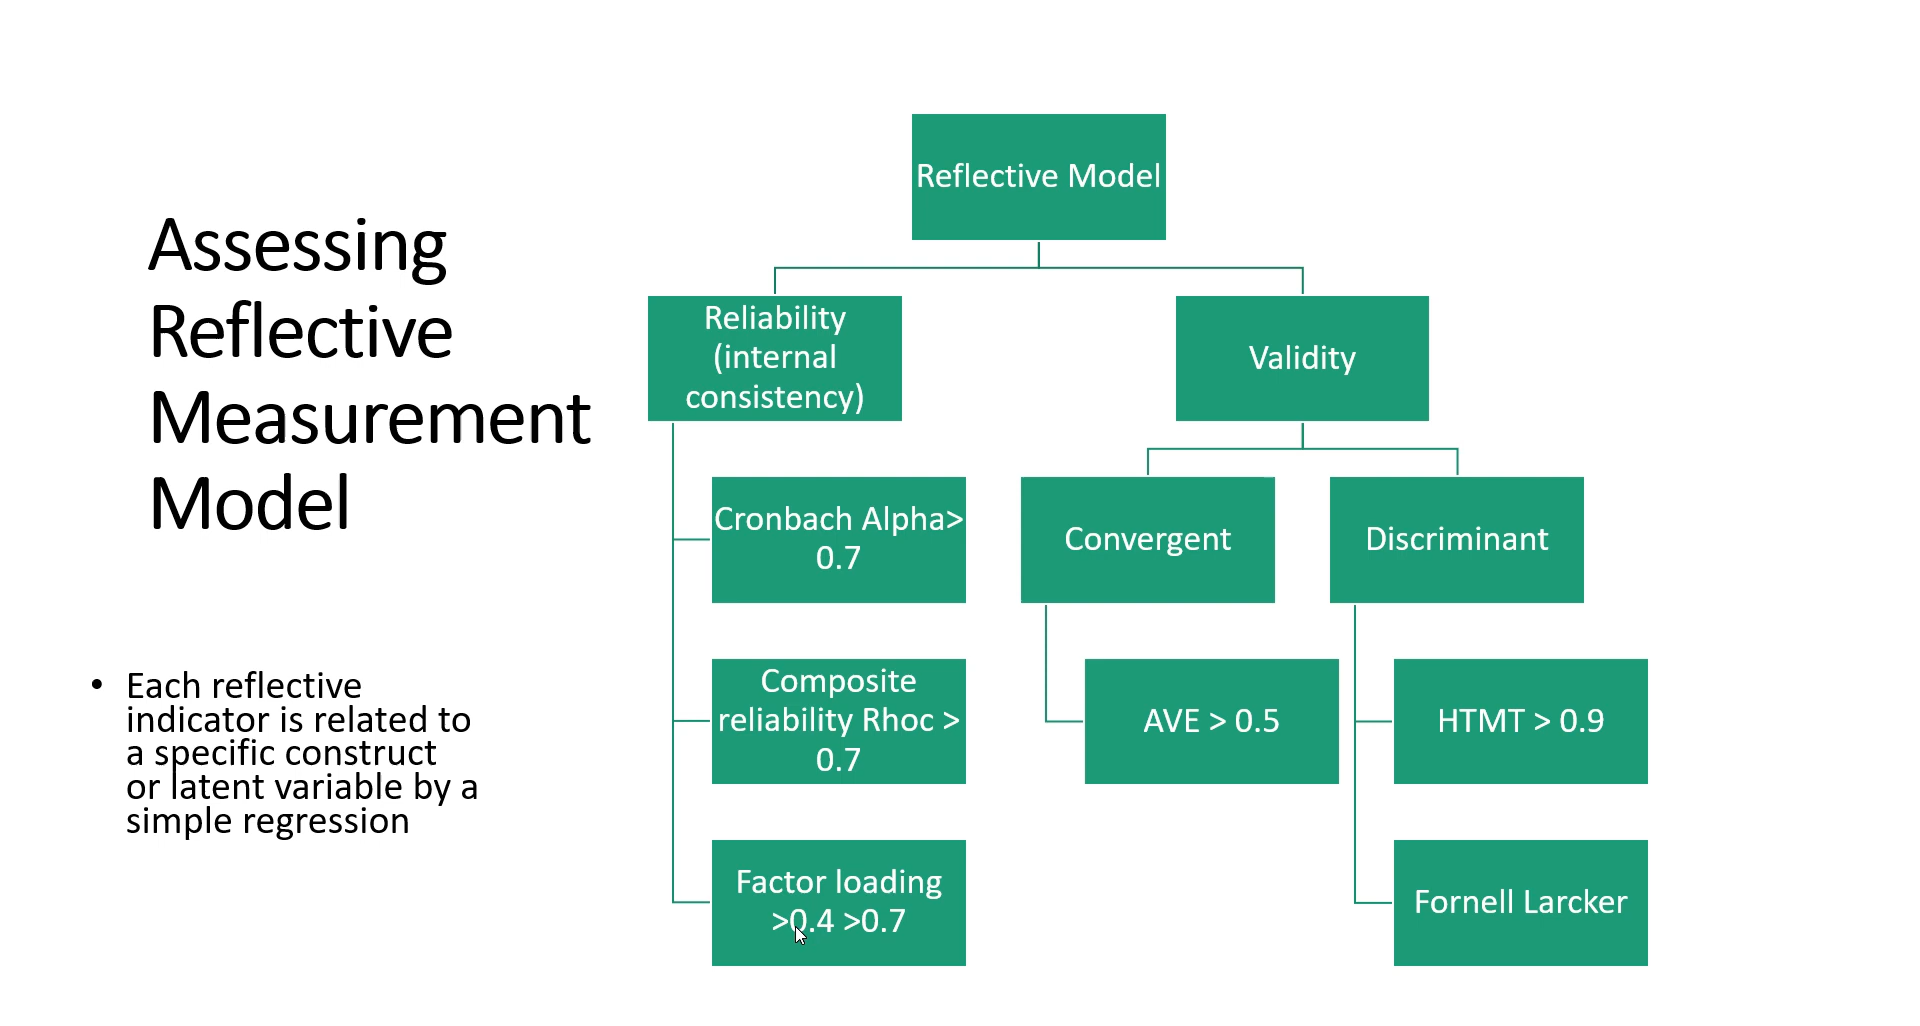 Assessing
Reflective
Measurement
Model
• Each reflective
indicator is related to
a specific construct
or latent variable by a
simple regression
Reflective Model
Reliability
(internal
consistency)
Validity
Cronbach Alpha>
0.7
Convergent
Discriminant
Composite
reliability Rhoc >
0.7
AVE > 0.5
HTMT > 0.9
Factor loading
>0.4 >0.7
Fornell Larcker